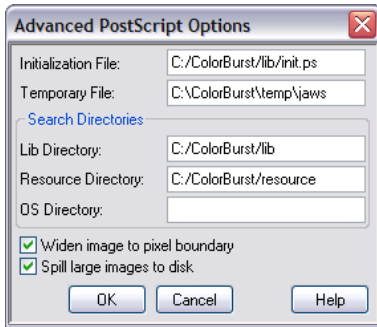 Advanced PostScript Options
Initialization File: C:/ColorBurst/lib/init.ps
Temporary File: C:\ColorBurst\temp\jaws
Search Directories
Lib Directory: C:/ColorBurst/lib
Resource Directory: C:/ColorBurst/resource
OS Directory:
Widen image to pixel boundary
Spill large images to disk
OK Cancel Help